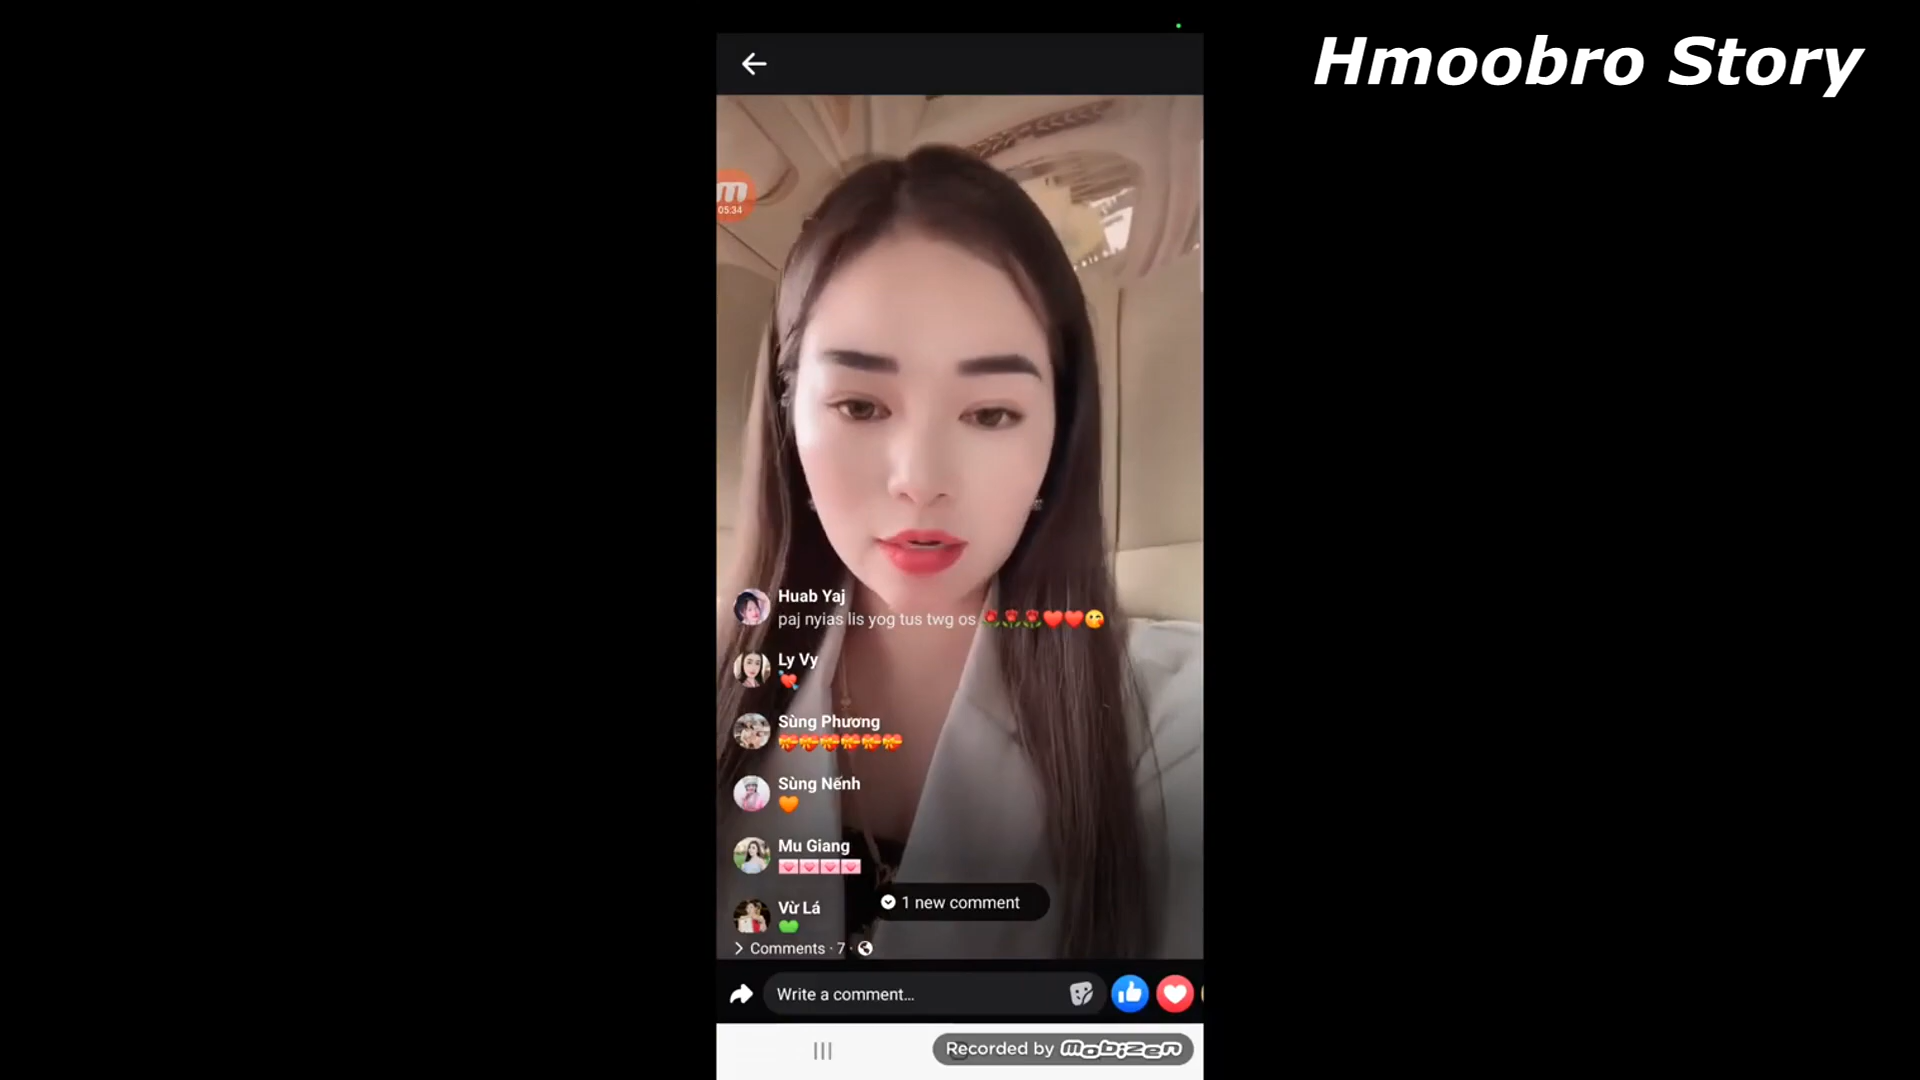 Hmoobro Story
m
05:34
Huab Yaj
paj nyias lis yog tus twg os 🌹🌹🌹❤️❤️😋
Ly Vy
💘
Sùng Phương
💝💝💝💝💝💝
Sùng Nếnh
🧡
Mu Giang
💌💌💌💌
Vừ Lá
💚
1 new comment
Comments · 7 ·
Write a comment...
Recorded by Mobizen